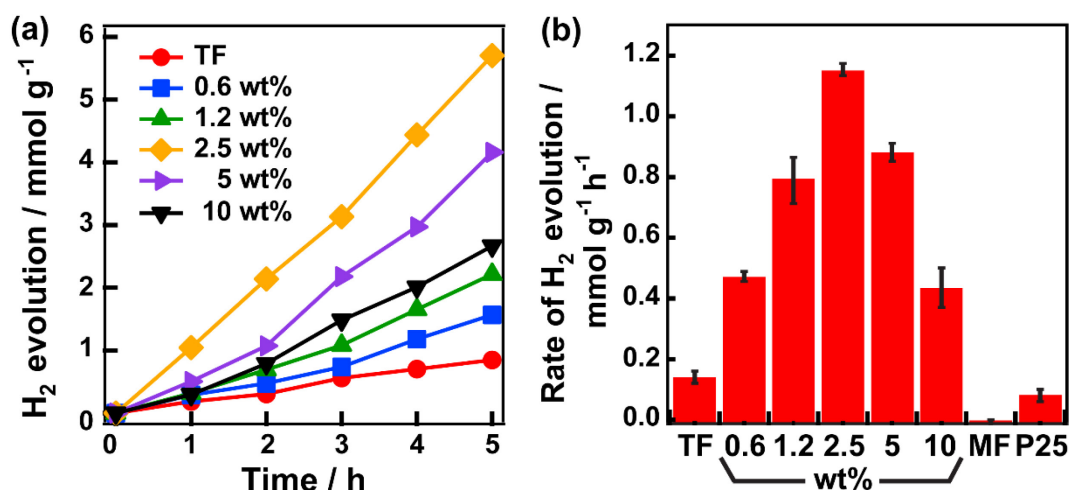 (a)
H₂ evolution / mmol g⁻¹
6
5
4
3
2
1
0
TF
0.6 wt%
1.2 wt%
2.5 wt%
5 wt%
10 wt%
0 1 2 3 4 5
Time / h
(b)
Rate of H₂ evolution /
mmol g⁻¹ h⁻¹
1.2
1.0
0.8
0.6
0.4
0.2
0.0
TF 0.6 1.2 2.5 5 10 MF P25
wt%